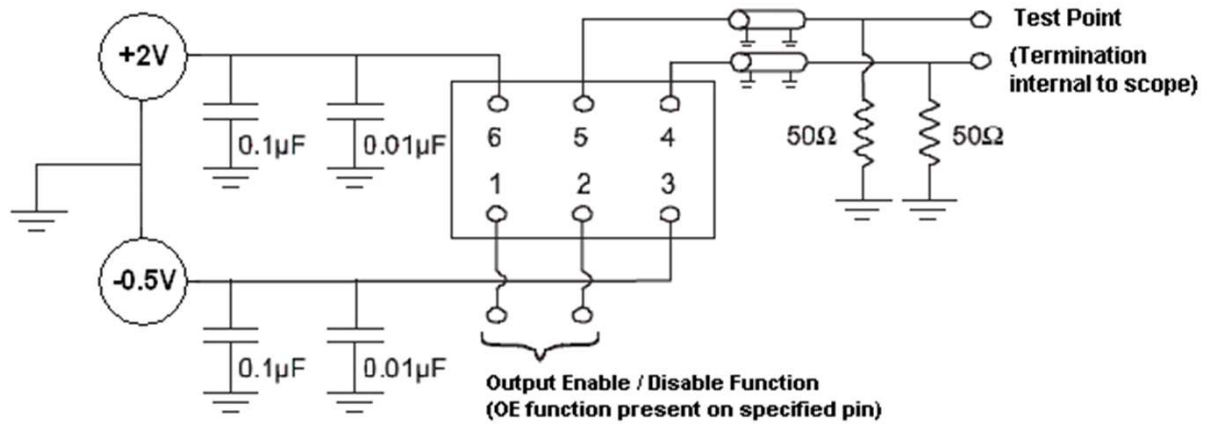 Test Point
+2V
(Termination
internal to scope)
0.1µF
0.01µF
6 5 4
50Ω
50Ω
1 2 3
-0.5V
0.1µF
0.01µF
Output Enable / Disable Function
(OE function present on specified pin)